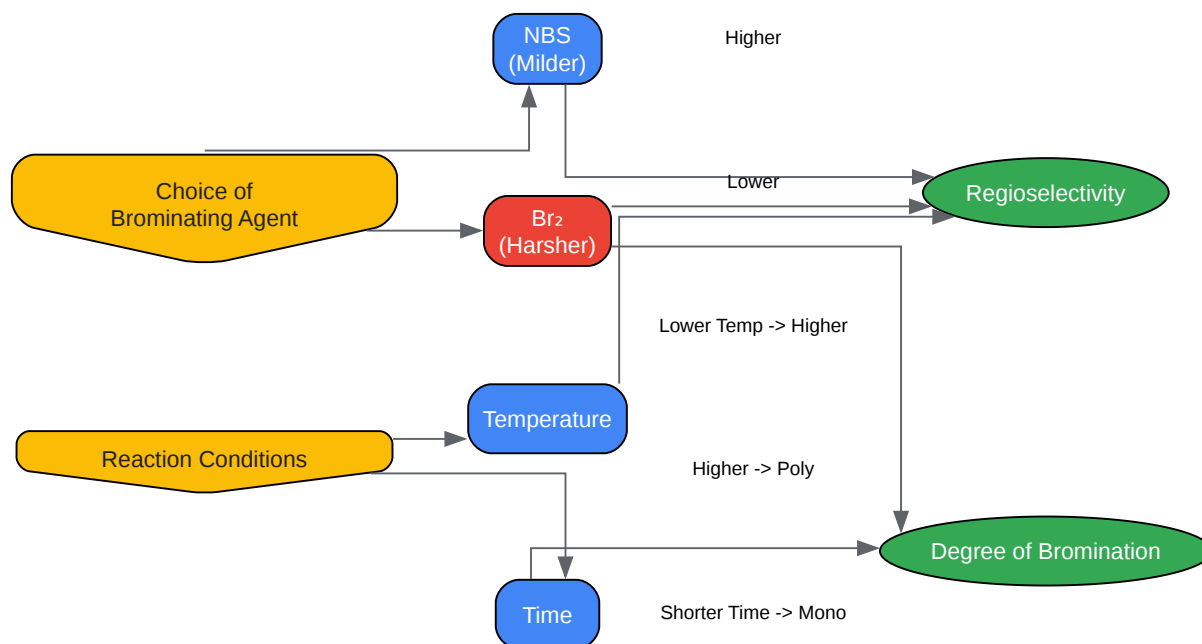 NBS
(Milder)
Higher
Choice of
Brominating Agent
Lower
Regioselectivity
Br₂
(Harsher)
Lower Temp -> Higher
Temperature
Reaction Conditions
Higher -> Poly
Degree of Bromination
Time
Shorter Time -> Mono